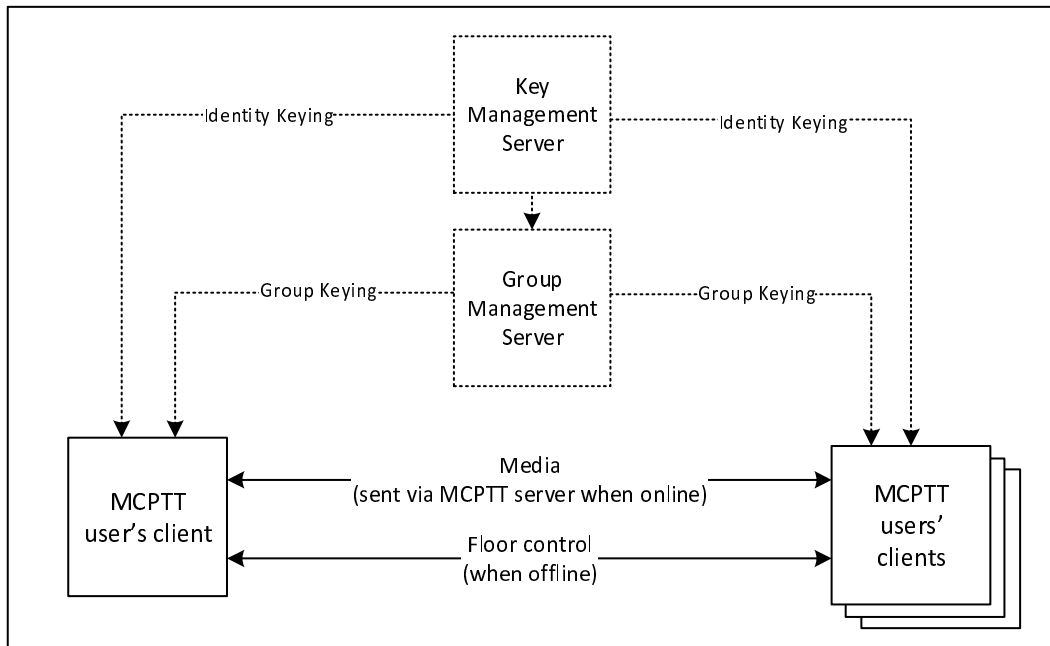 Key
Management
Server
Identity Keying
Identity Keying
Group
Management
Server
Group Keying
Group Keying
MCPTT
user’s client
Media
(sent via MCPTT server when online)
Floor control
(when offline)
MCPTT
users’
clients